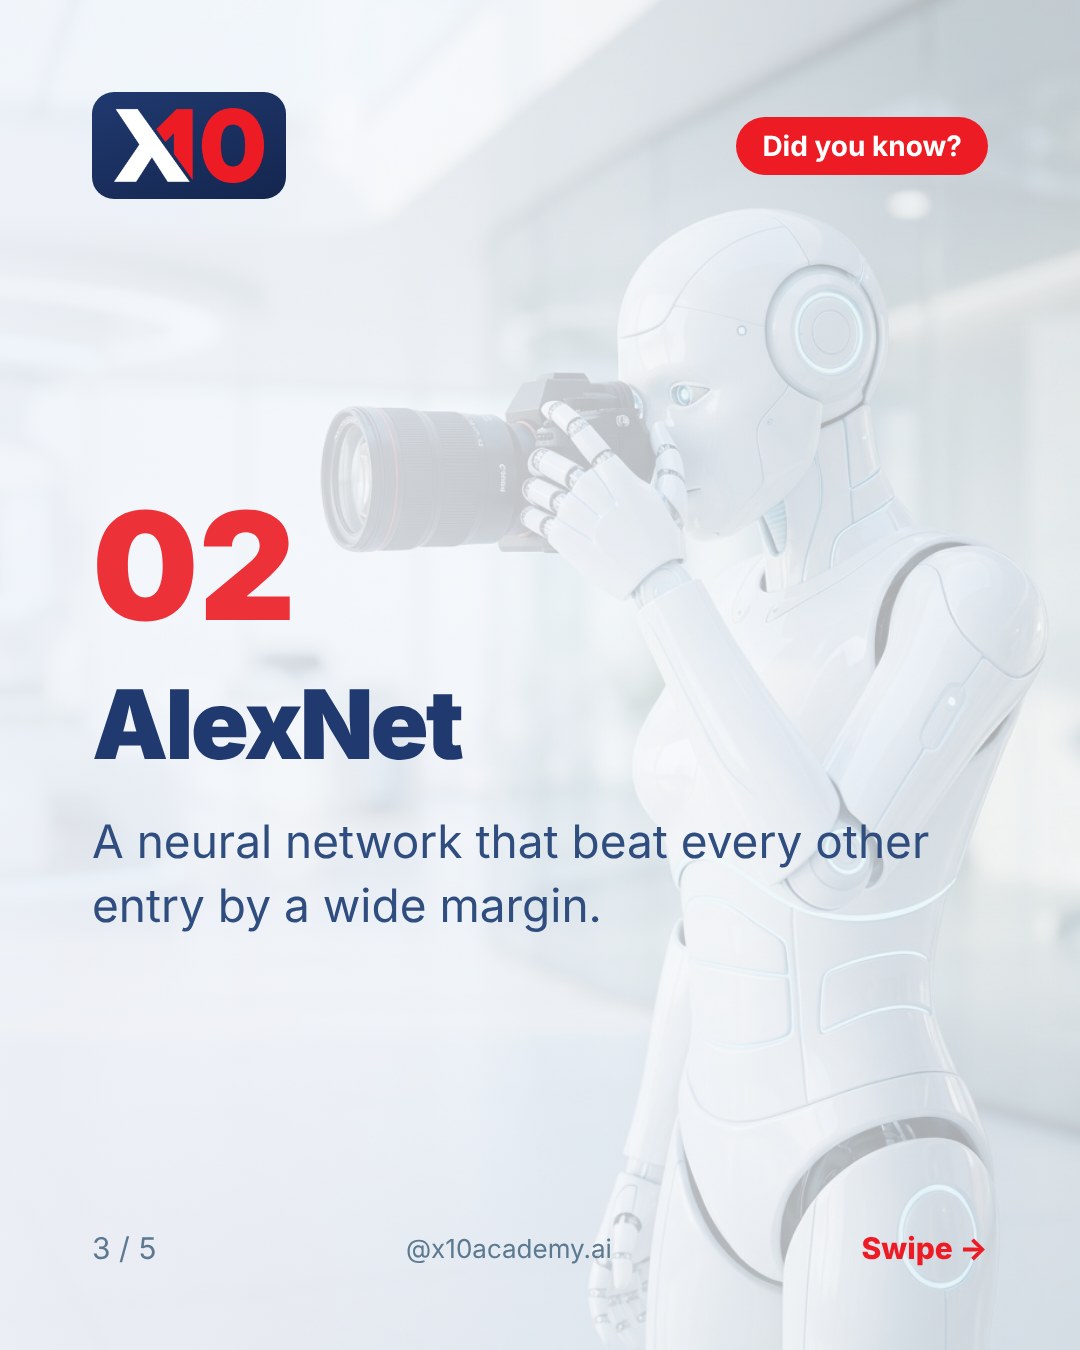 X10
Did you know?
02
AlexNet
A neural network that beat every other
entry by a wide margin.
3 / 5
@x10academy.ai
Swipe →